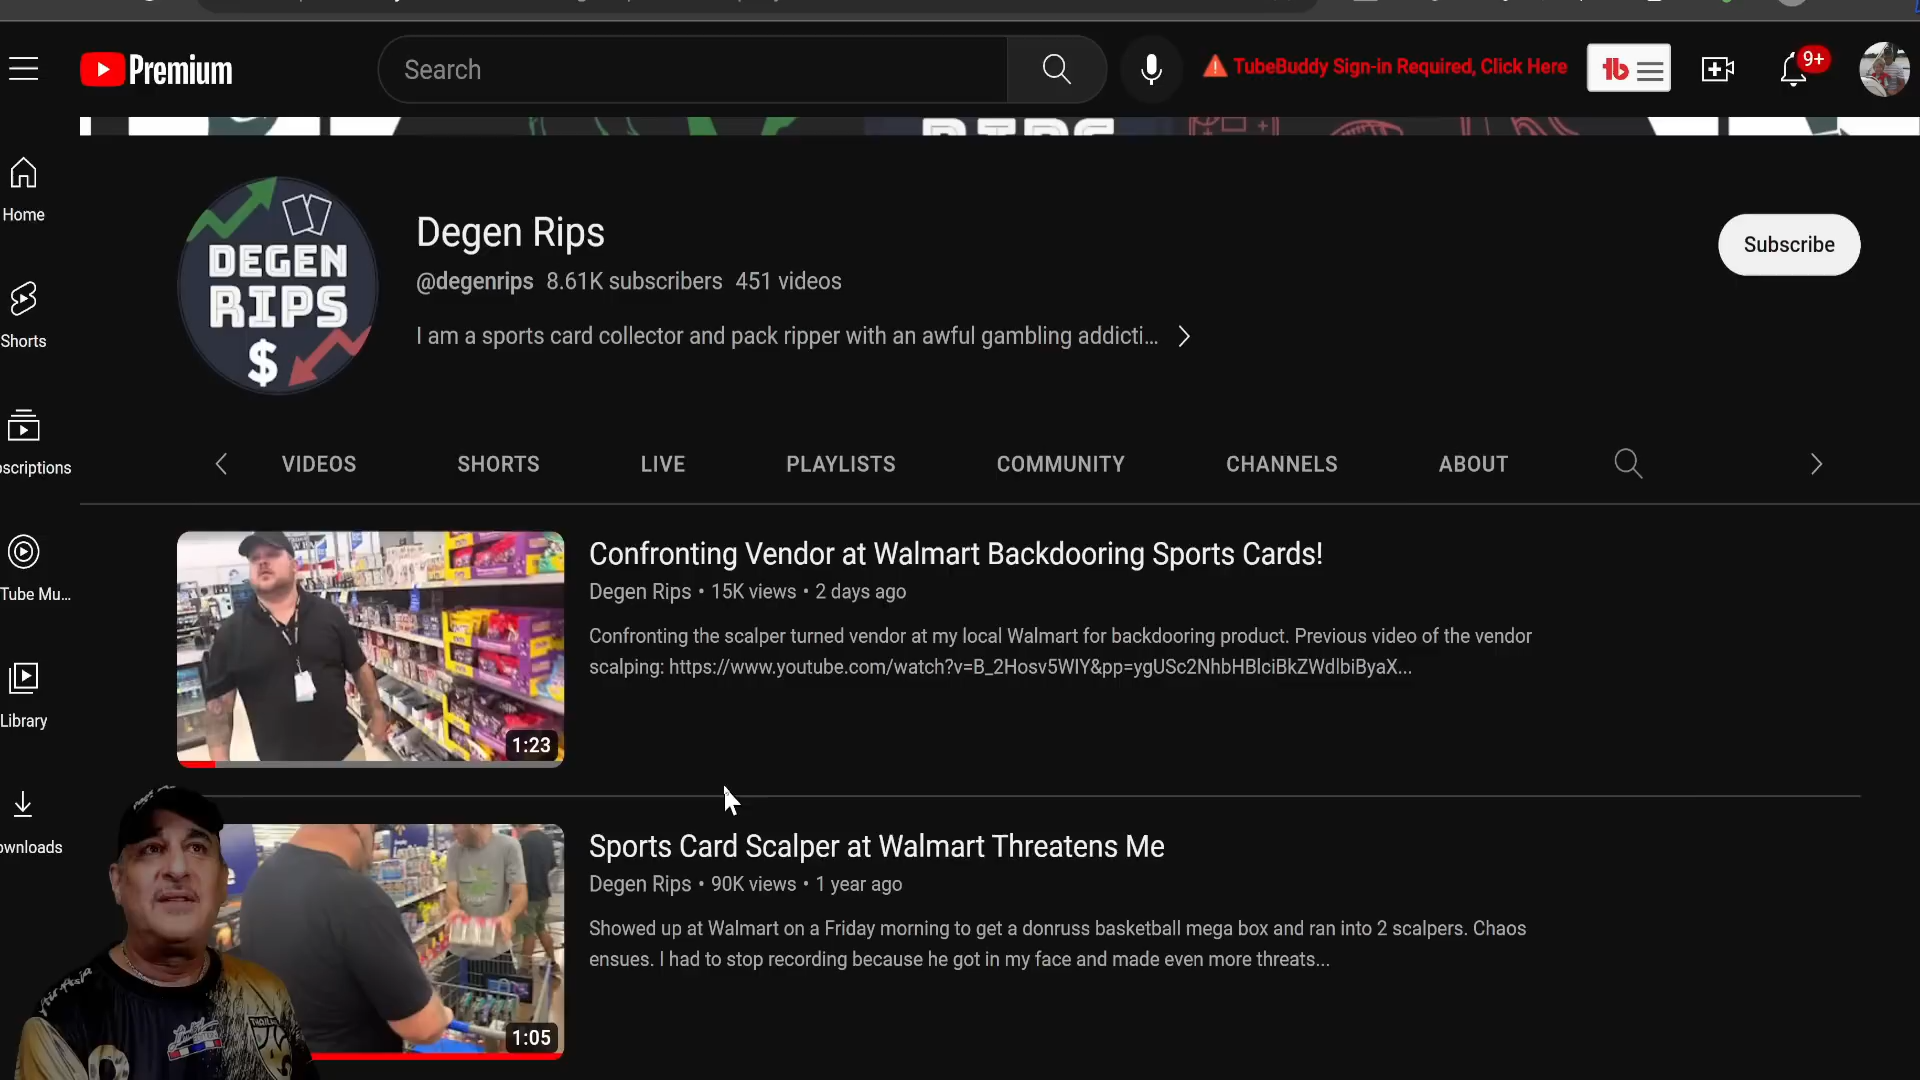 Premium
Search
TubeBuddy Sign-in Required, Click Here
tb
9+
Home
Shorts
oscriptions
Tube Mu...
Library
ownloads
DEGEN
RIPS
$
Degen Rips
@degenrips 8.61K subscribers 451 videos
I am a sports card collector and pack ripper with an awful gambling addicti...
Subscribe
VIDEOS SHORTS LIVE PLAYLISTS COMMUNITY CHANNELS ABOUT
1:23
Confronting Vendor at Walmart Backdooring Sports Cards!
Degen Rips • 15K views • 2 days ago
Confronting the scalper turned vendor at my local Walmart for backdooring product. Previous video of the vendor
scalping: https://www.youtube.com/watch?v=B_2Hosv5WIY&pp=ygUSc2NhbHBlciBkZWdlbiByaX...
1:05
Sports Card Scalper at Walmart Threatens Me
Degen Rips • 90K views • 1 year ago
Showed up at Walmart on a Friday morning to get a donruss basketball mega box and ran into 2 scalpers. Chaos
ensues. I had to stop recording because he got in my face and made even more threats...